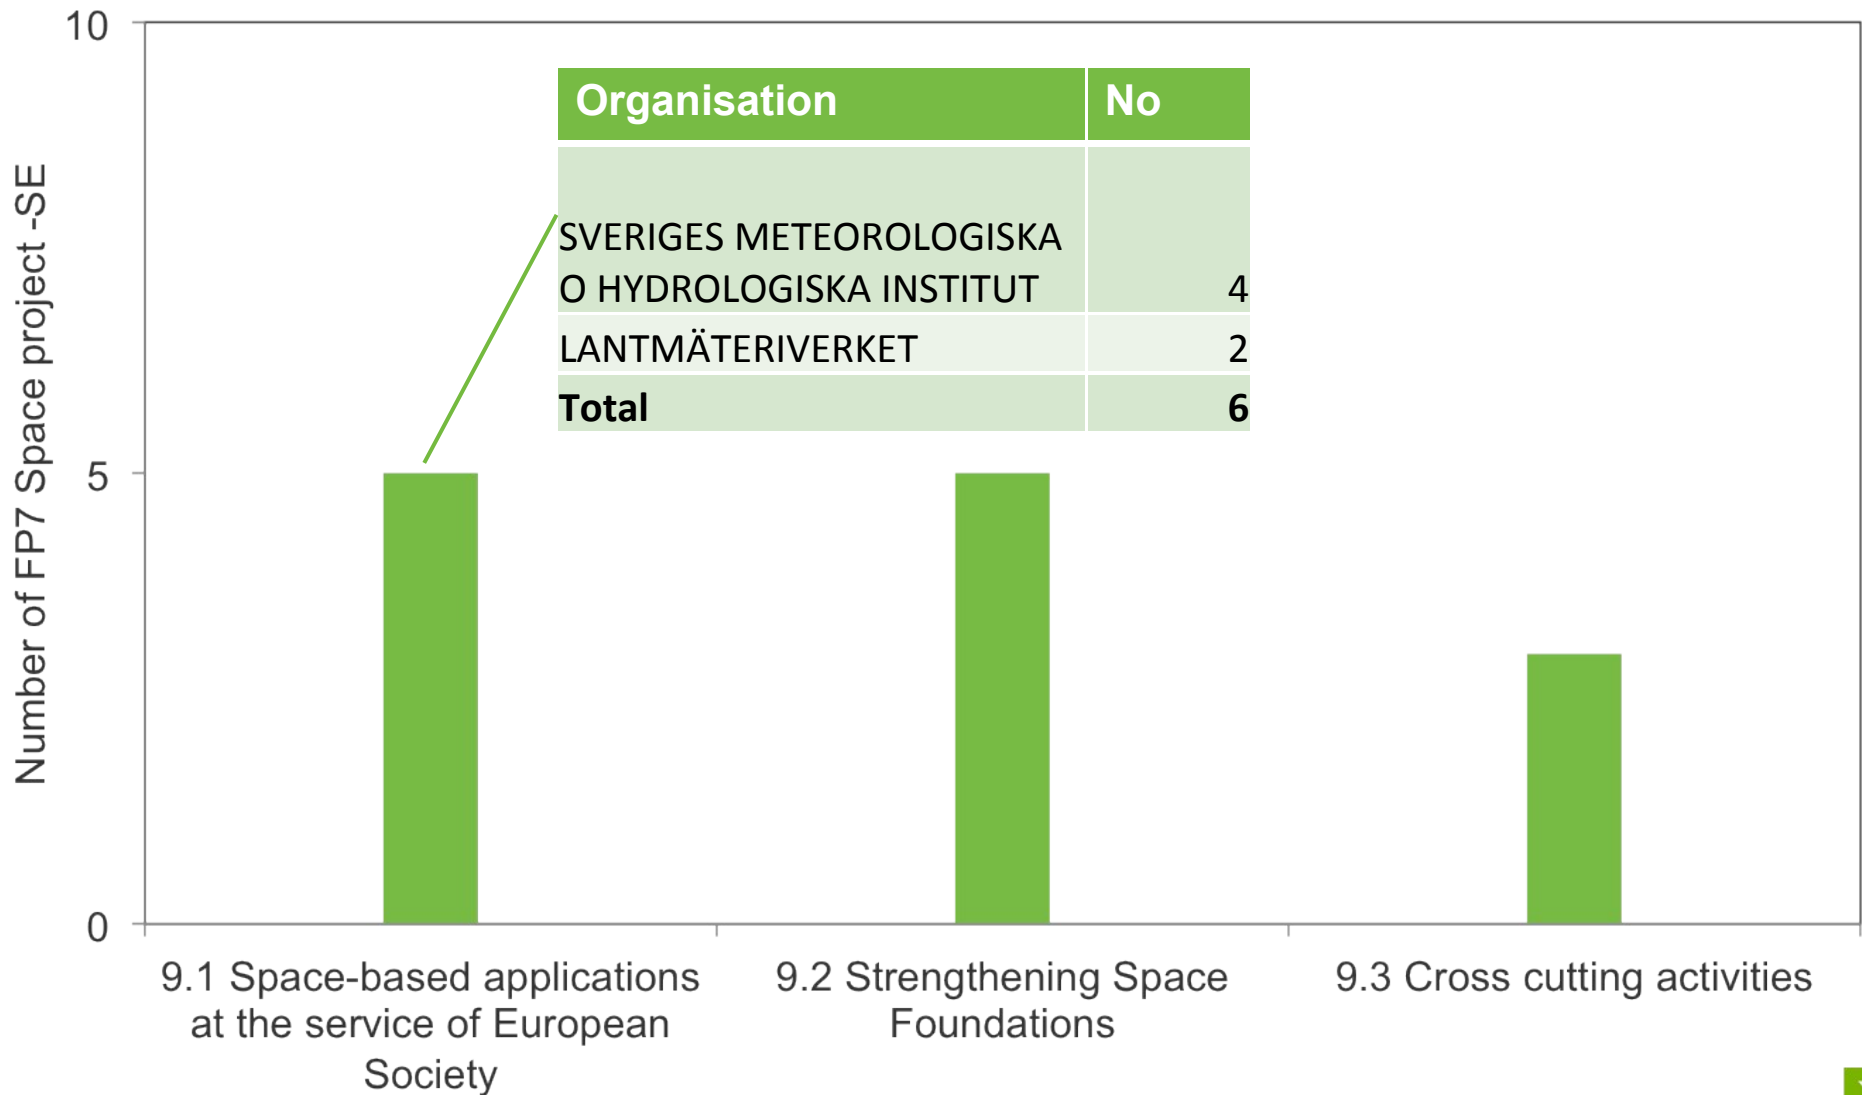 10
Organisation No
SVERIGES METEOROLOGISKA
O HYDROLOGISKA INSTITUT 4
LANTMÄTERIVERKET 2
Total 6
Number of FP7 Space project -SE
5
0
9.1 Space-based applications
at the service of European
Society
9.2 Strengthening Space
Foundations
9.3 Cross cutting activities